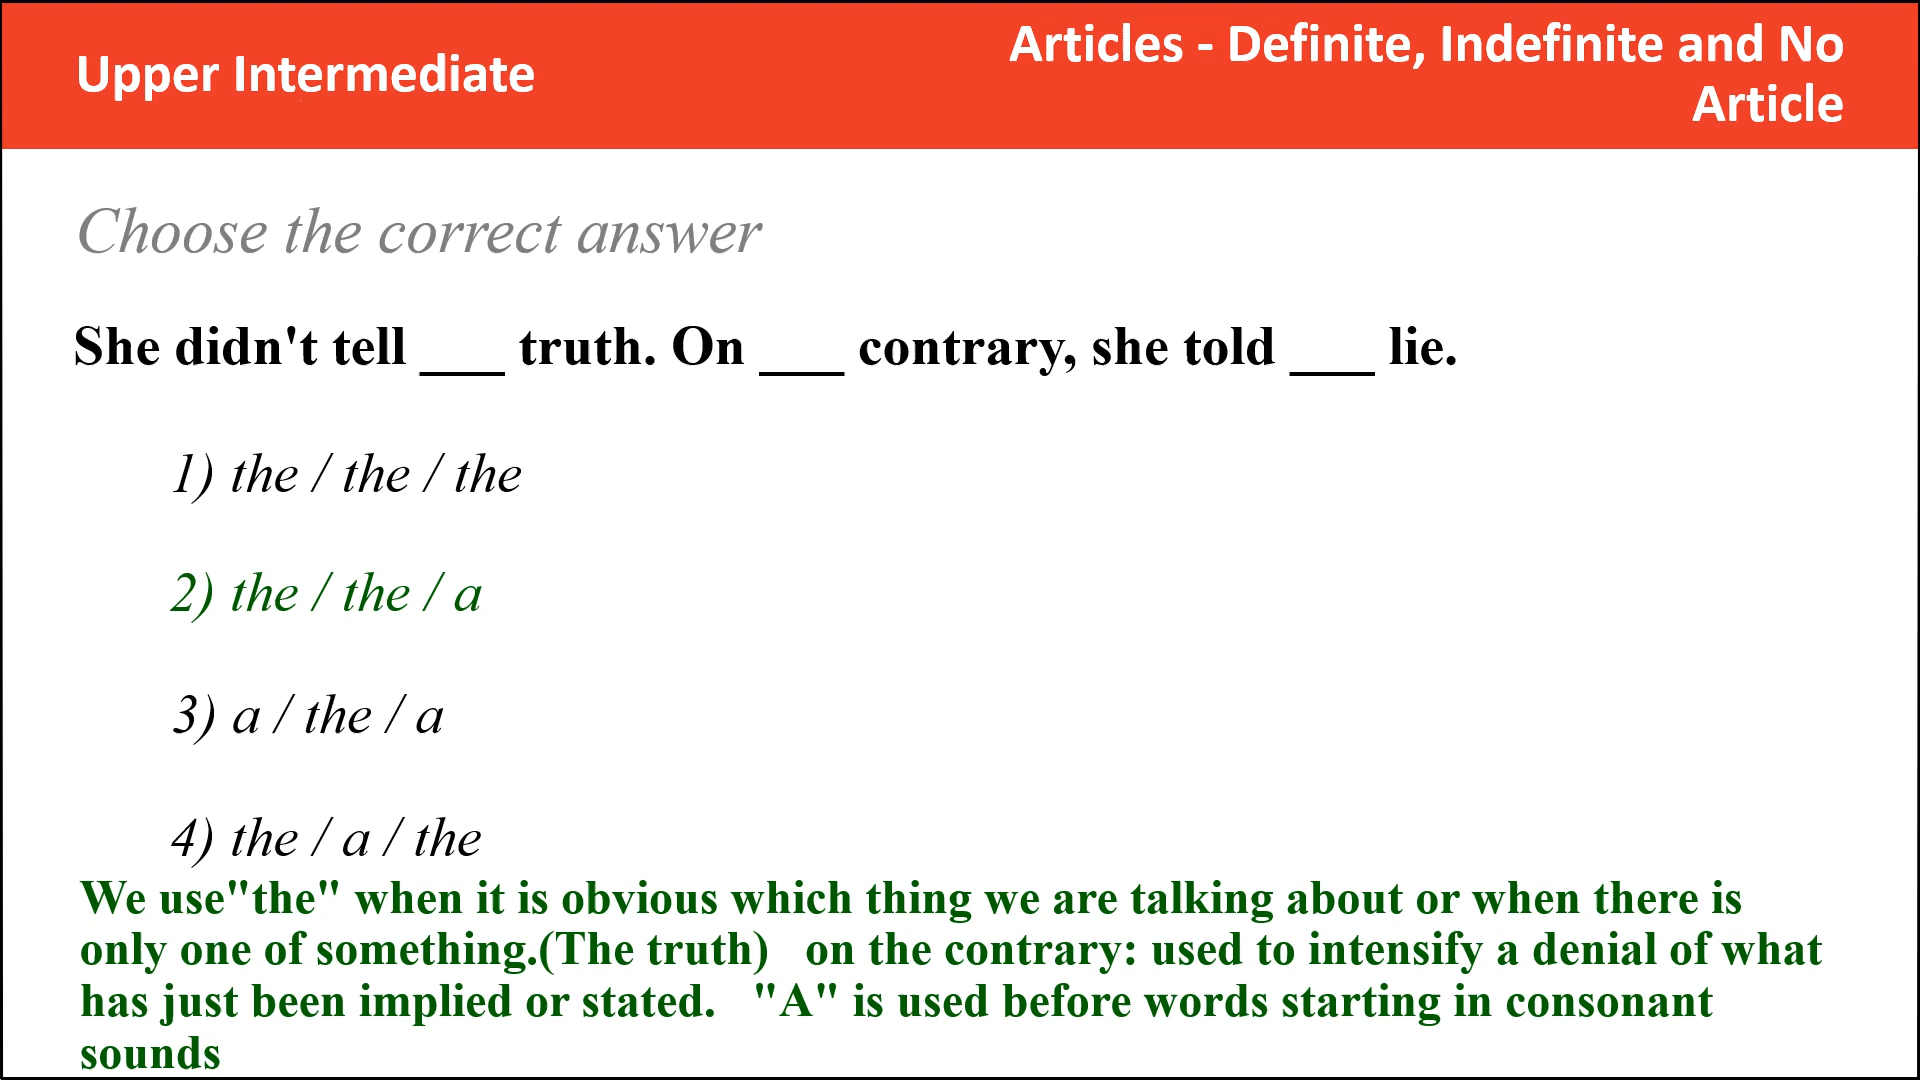 Upper Intermediate
Articles - Definite, Indefinite and No
Article
Choose the correct answer
She didn't tell ___ truth. On ___ contrary, she told ___ lie.
1) the / the / the
2) the / the / a
3) a / the / a
4) the / a / the
We use"the" when it is obvious which thing we are talking about or when there is
only one of something.(The truth)   on the contrary: used to intensify a denial of what
has just been implied or stated.   "A" is used before words starting in consonant
sounds